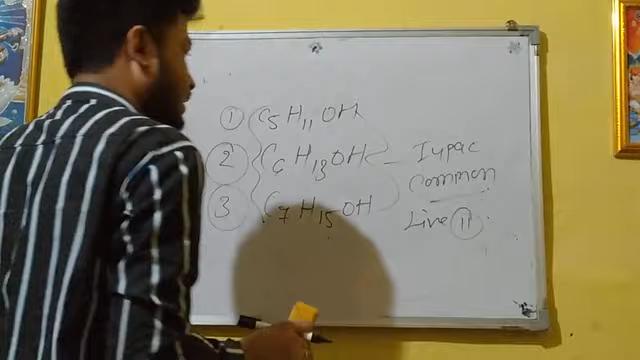 ① C5H11OH
② C6H13OH - Iupac
Common
③ C7H15OH
Live ⑪